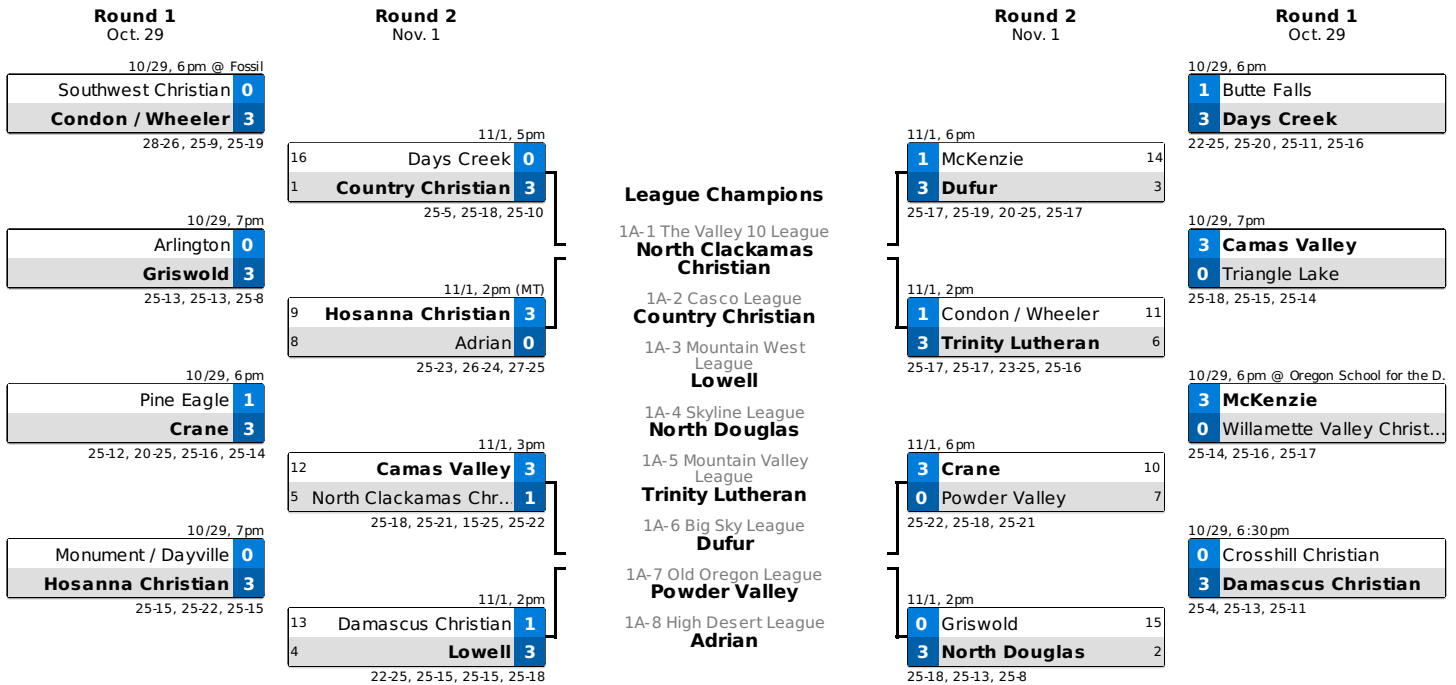 Round 1
Oct. 29
10/29, 6pm @ Fossil
Southwest Christian 0
Condon / Wheeler 3
28-26, 25-9, 25-19
10/29, 7pm
Arlington 0
Griswold 3
25-13, 25-13, 25-8
10/29, 6pm
Pine Eagle 1
Crane 3
25-12, 20-25, 25-16, 25-14
10/29, 7pm
Monument / Dayville 0
Hosanna Christian 3
25-15, 25-22, 25-15
Round 2
Nov. 1
11/1, 5pm
16 Days Creek 0
1 Country Christian 3
25-5, 25-18, 25-10
11/1, 2pm (MT)
9 Hosanna Christian 3
8 Adrian 0
25-23, 26-24, 27-25
11/1, 3pm
12 Camas Valley 3
5 North Clackamas Chr... 1
25-18, 25-21, 15-25, 25-22
11/1, 2pm
13 Damascus Christian 1
4 Lowell 3
22-25, 25-15, 25-15, 25-18
League Champions
1A-1 The Valley 10 League
North Clackamas
Christian
1A-2 Casco League
Country Christian
1A-3 Mountain West
League
Lowell
1A-4 Skyline League
North Douglas
1A-5 Mountain Valley
League
Trinity Lutheran
1A-6 Big Sky League
Dufur
1A-7 Old Oregon League
Powder Valley
1A-8 High Desert League
Adrian
Round 2
Nov. 1
11/1, 6pm
1 McKenzie 14
3 Dufur 3
25-17, 25-19, 20-25, 25-17
11/1, 2pm
1 Condon / Wheeler 11
3 Trinity Lutheran 6
25-17, 25-17, 23-25, 25-16
11/1, 6pm
3 Crane 10
0 Powder Valley 7
25-22, 25-18, 25-21
11/1, 2pm
0 Griswold 15
3 North Douglas 2
25-18, 25-13, 25-8
Round 1
Oct. 29
10/29, 6pm
1 Butte Falls
3 Days Creek
22-25, 25-20, 25-11, 25-16
10/29, 7pm
3 Camas Valley
0 Triangle Lake
25-18, 25-15, 25-14
10/29, 6pm @ Oregon School for the D.
3 McKenzie
0 Willamette Valley Christ...
25-14, 25-16, 25-17
10/29, 6:30pm
0 Crosshill Christian
3 Damascus Christian
25-4, 25-13, 25-11